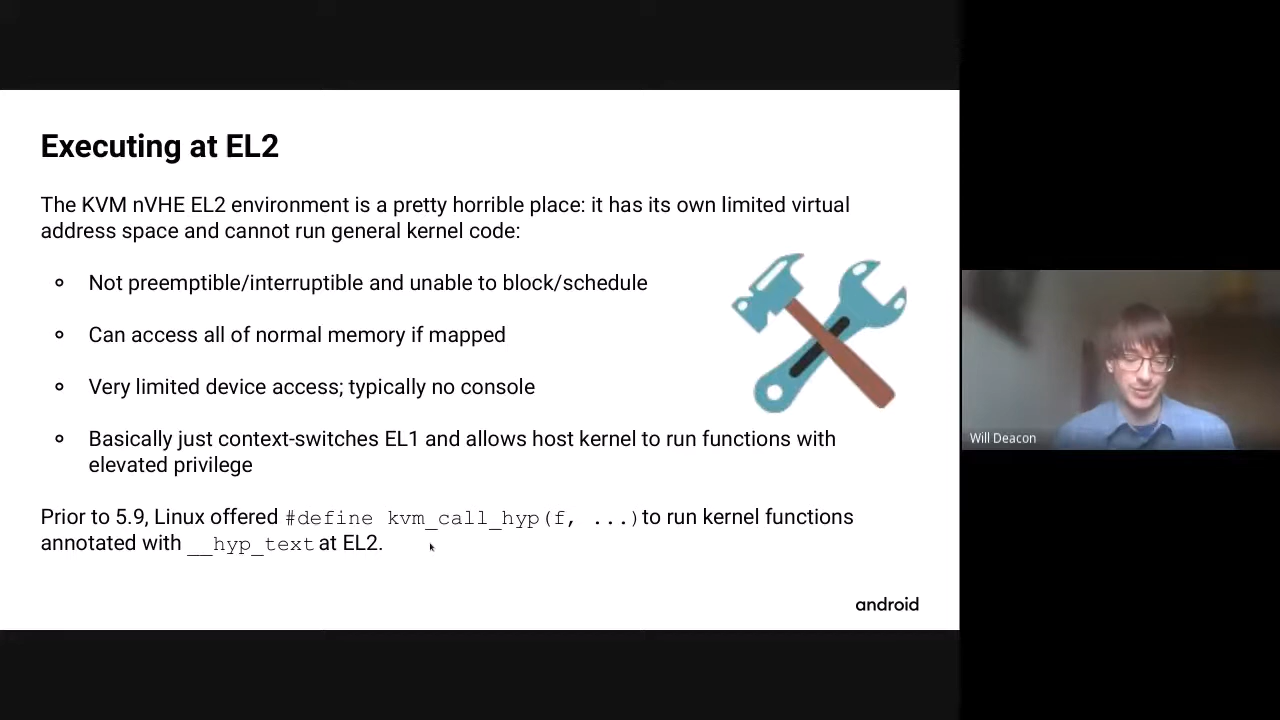 Executing at EL2
The KVM nVHE EL2 environment is a pretty horrible place: it has its own limited virtual
address space and cannot run general kernel code:
Not preemptible/interruptible and unable to block/schedule
Can access all of normal memory if mapped
Very limited device access; typically no console
Basically just context-switches EL1 and allows host kernel to run functions with
elevated privilege
Prior to 5.9, Linux offered #define kvm_call_hyp(f, ...) to run kernel functions
annotated with __hyp_text at EL2.
android
Will Deacon